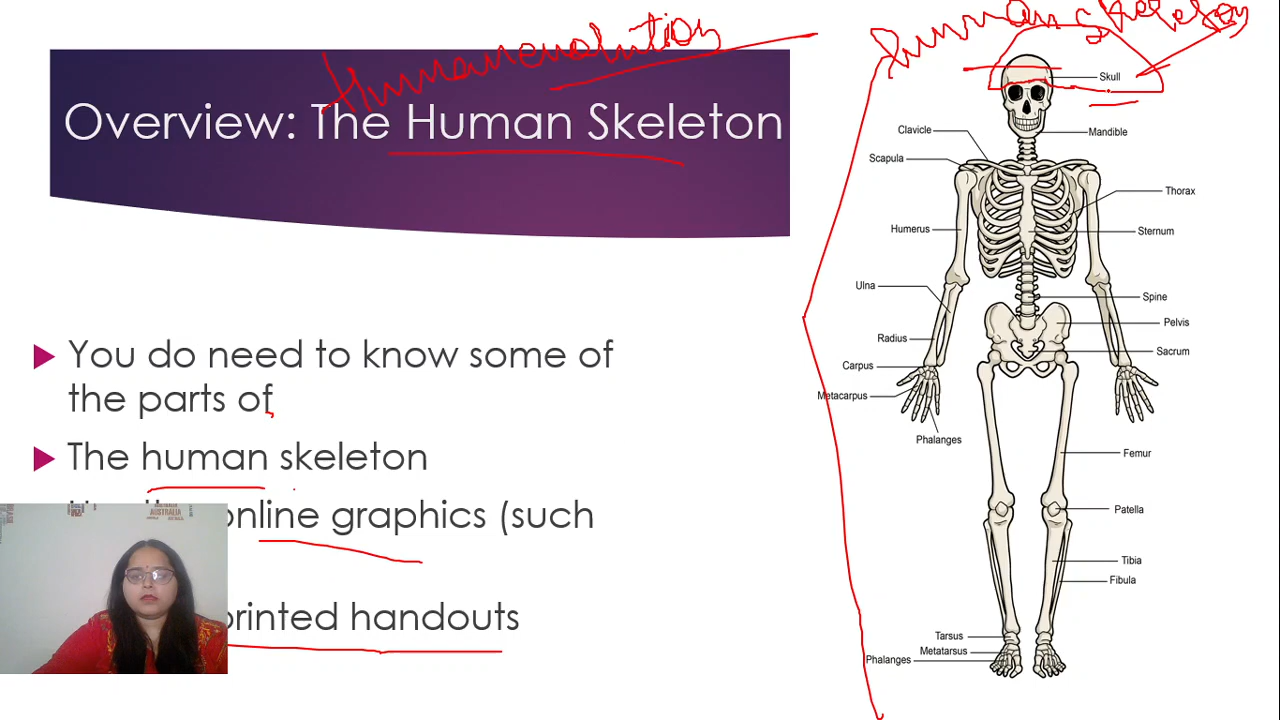 Human evolution
human skeleton
Overview: The Human Skeleton
Skull
Clavicle
Mandible
Scapula
Thorax
Humerus
Sternum
Ulna
Spine
Pelvis
Radius
Sacrum
Carpus
Metacarpus
Phalanges
Femur
Patella
Tibia
Fibula
Tarsus
Metatarsus
Phalanges
You do need to know some of
the parts of
The human skeleton
online graphics (such
printed handouts
AUSTRALIA